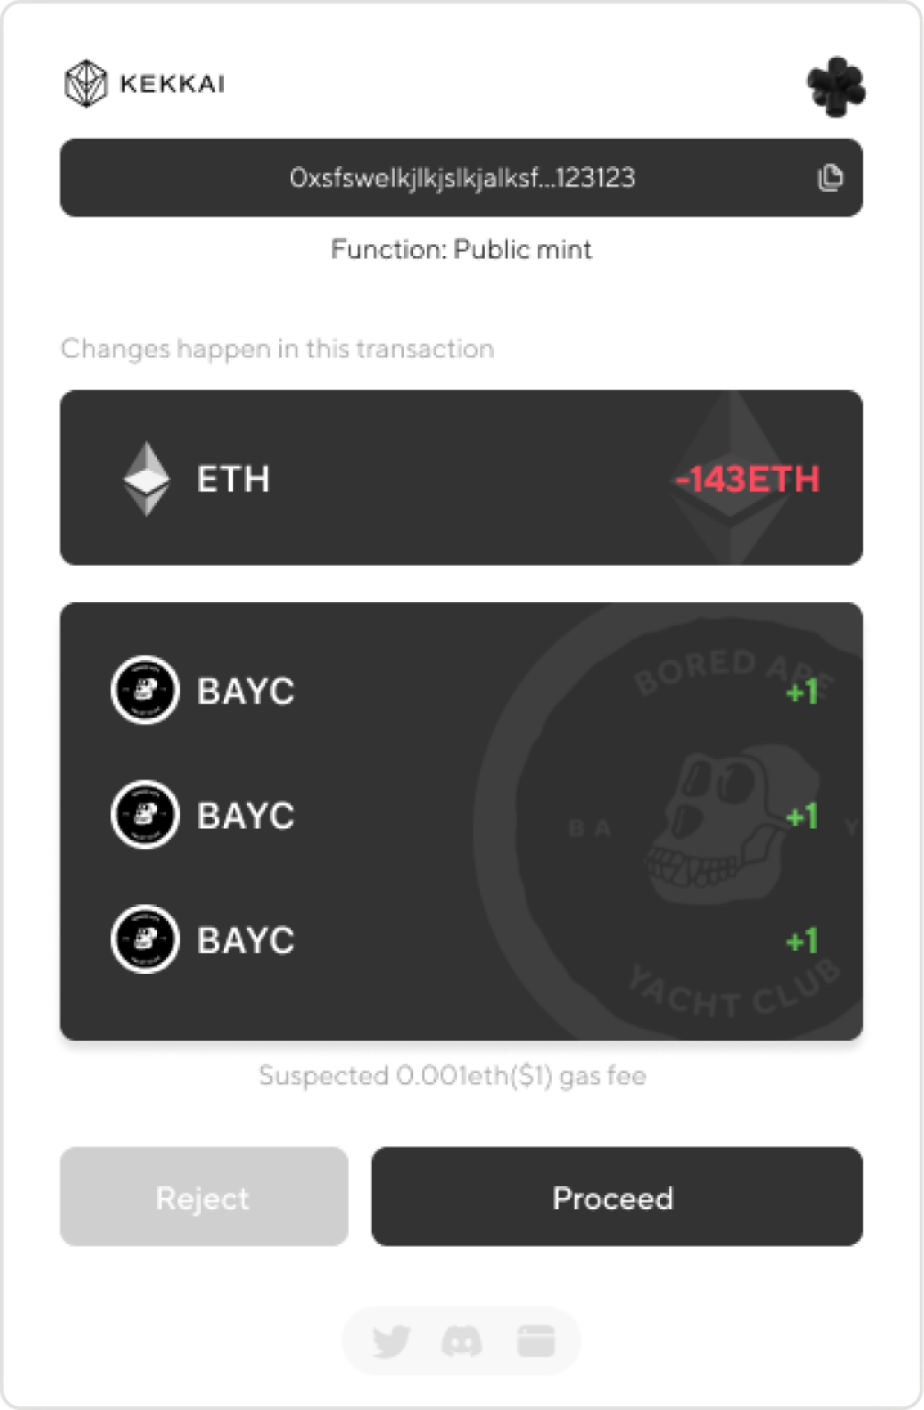 KEKKAI
0xsfswelkjlkjslkjalksf...123123
Function: Public mint
Changes happen in this transaction
ETH
-143ETH
BORED APE
BAYC
+1
BAYC
+1
BA
Y
BAYC
+1
YACHT CLUB
Suspected 0.001eth($1) gas fee
Reject
Proceed